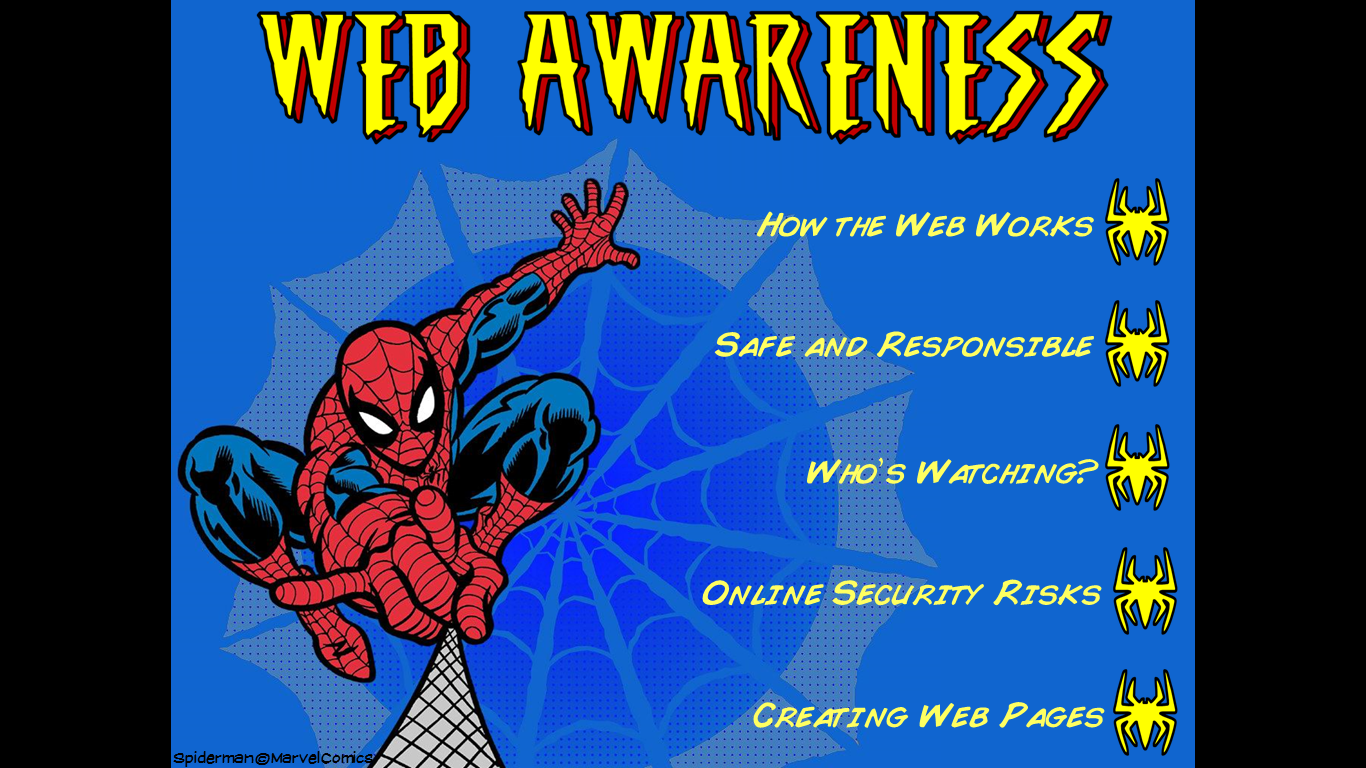 WEB AWARENESS
HOW THE WEB WORKS
SAFE AND RESPONSIBLE
WHO'S WATCHING?
ONLINE SECURITY RISKS
CREATING WEB PAGES
Spiderman@MarvelComics